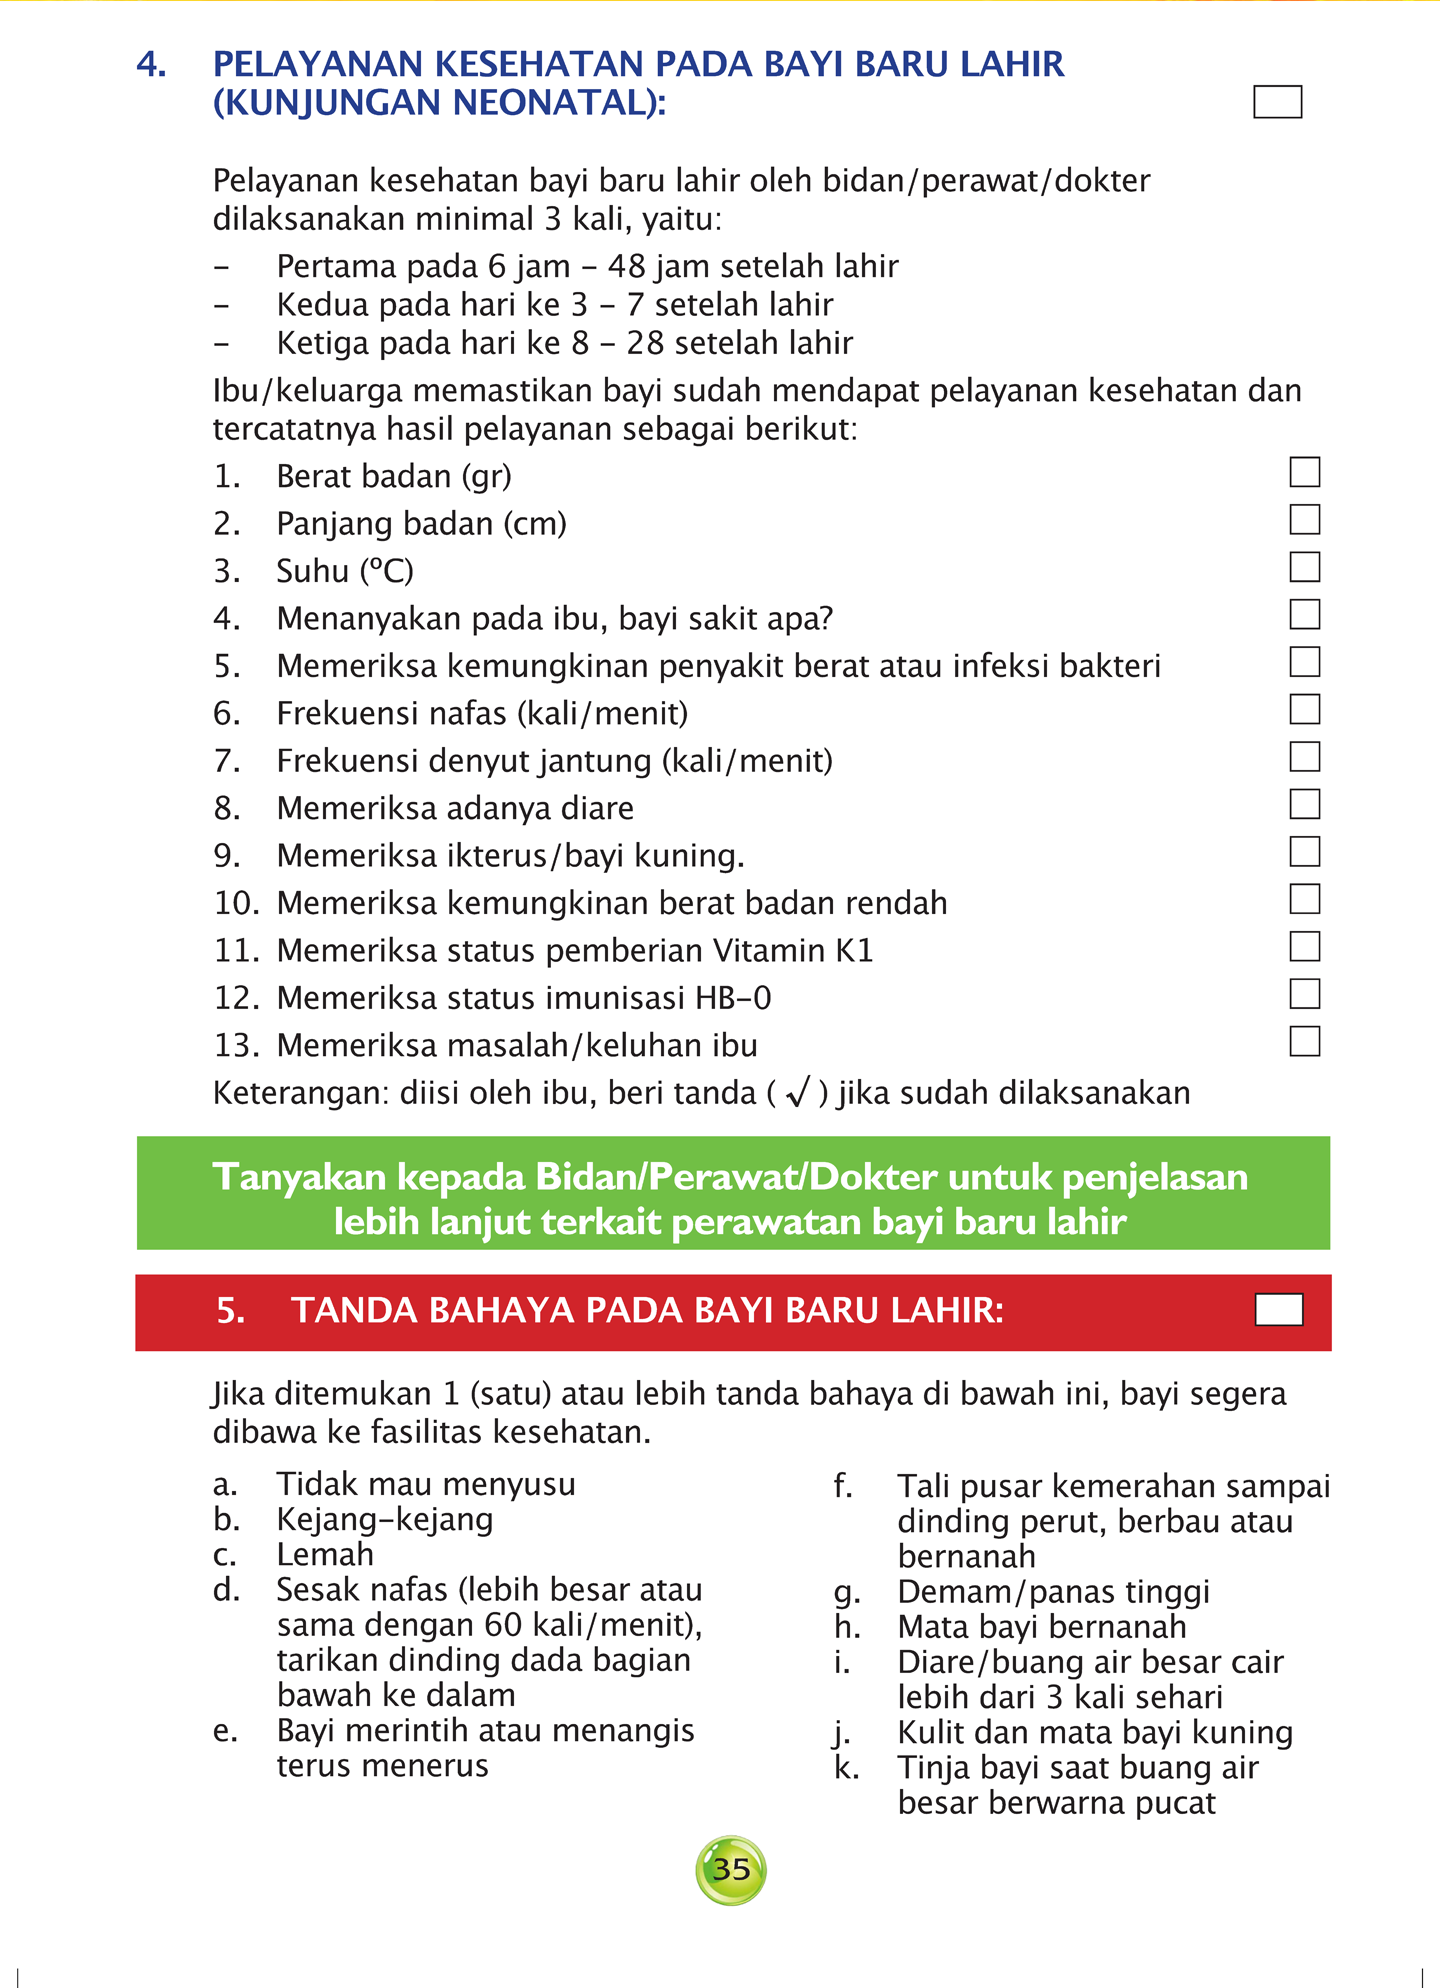 4. PELAYANAN KESEHATAN PADA BAYI BARU LAHIR
(KUNJUNGAN NEONATAL):
Pelayanan kesehatan bayi baru lahir oleh bidan/perawat/dokter
dilaksanakan minimal 3 kali, yaitu:
– Pertama pada 6 jam – 48 jam setelah lahir
– Kedua pada hari ke 3 – 7 setelah lahir
– Ketiga pada hari ke 8 – 28 setelah lahir
Ibu/keluarga memastikan bayi sudah mendapat pelayanan kesehatan dan
tercatatnya hasil pelayanan sebagai berikut:
1. Berat badan (gr)
2. Panjang badan (cm)
3. Suhu (ºC)
4. Menanyakan pada ibu, bayi sakit apa?
5. Memeriksa kemungkinan penyakit berat atau infeksi bakteri
6. Frekuensi nafas (kali/menit)
7. Frekuensi denyut jantung (kali/menit)
8. Memeriksa adanya diare
9. Memeriksa ikterus/bayi kuning.
10. Memeriksa kemungkinan berat badan rendah
11. Memeriksa status pemberian Vitamin K1
12. Memeriksa status imunisasi HB-0
13. Memeriksa masalah/keluhan ibu
Keterangan: diisi oleh ibu, beri tanda ( √ ) jika sudah dilaksanakan
Tanyakan kepada Bidan/Perawat/Dokter untuk penjelasan
lebih lanjut terkait perawatan bayi baru lahir
5. TANDA BAHAYA PADA BAYI BARU LAHIR:
Jika ditemukan 1 (satu) atau lebih tanda bahaya di bawah ini, bayi segera
dibawa ke fasilitas kesehatan.
a. Tidak mau menyusu
b. Kejang-kejang
c. Lemah
d. Sesak nafas (lebih besar atau
sama dengan 60 kali/menit),
tarikan dinding dada bagian
bawah ke dalam
e. Bayi merintih atau menangis
terus menerus
f. Tali pusar kemerahan sampai
dinding perut, berbau atau
bernanah
g. Demam/panas tinggi
h. Mata bayi bernanah
i. Diare/buang air besar cair
lebih dari 3 kali sehari
j. Kulit dan mata bayi kuning
k. Tinja bayi saat buang air
besar berwarna pucat
35